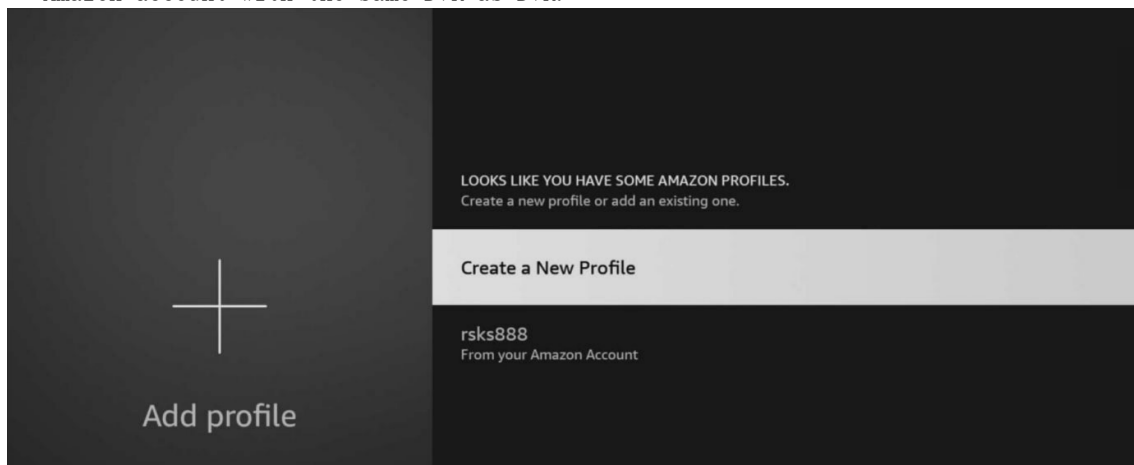 LOOKS LIKE YOU HAVE SOME AMAZON PROFILES.
Create a new profile or add an existing one.
Create a New Profile
rsks888
From your Amazon Account
Add profile